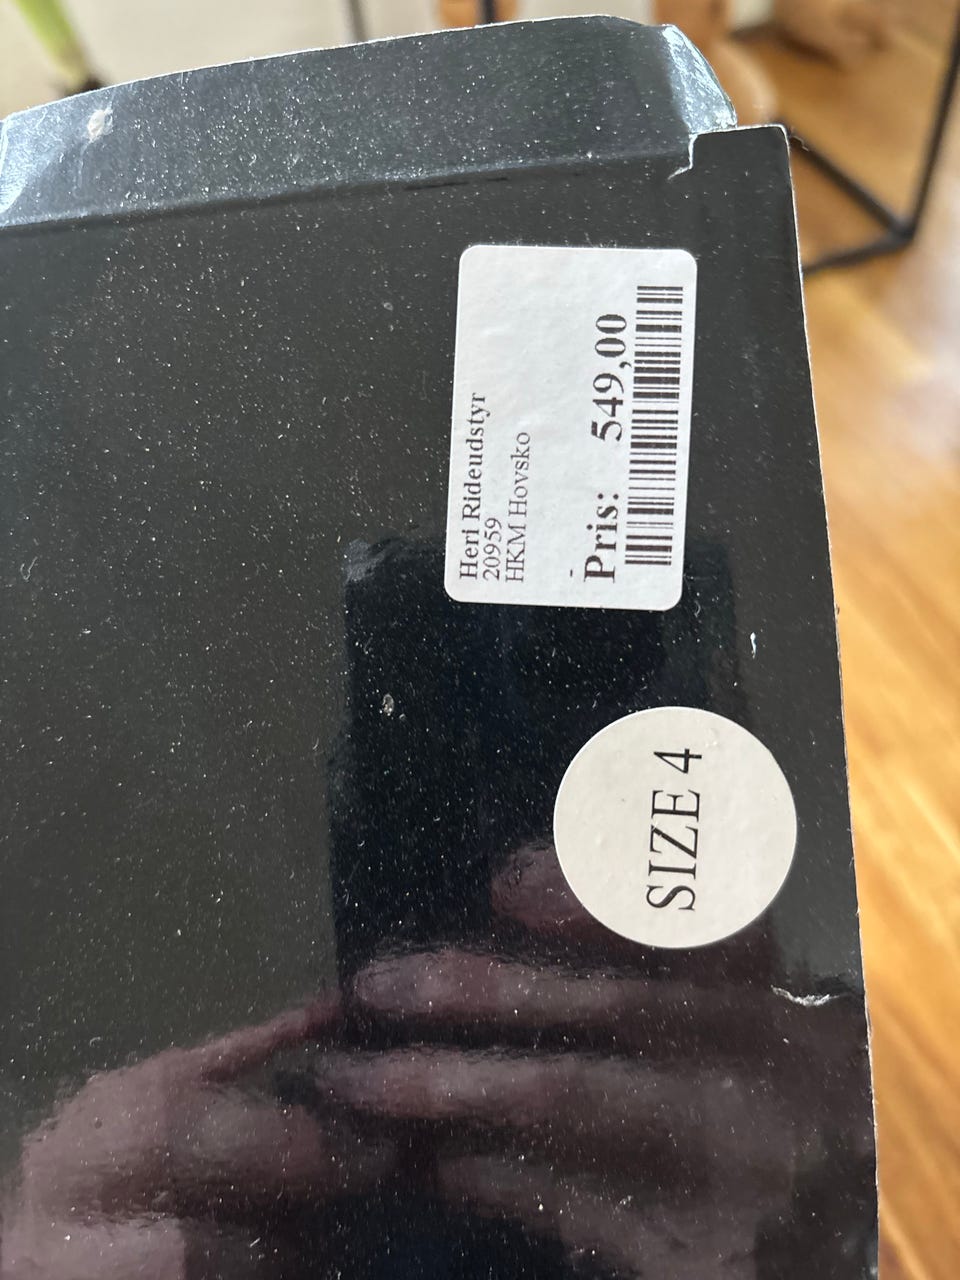 Heri Rideudstyr
20959
HKM Hovsko
-
Pris: 549,00
SIZE 4